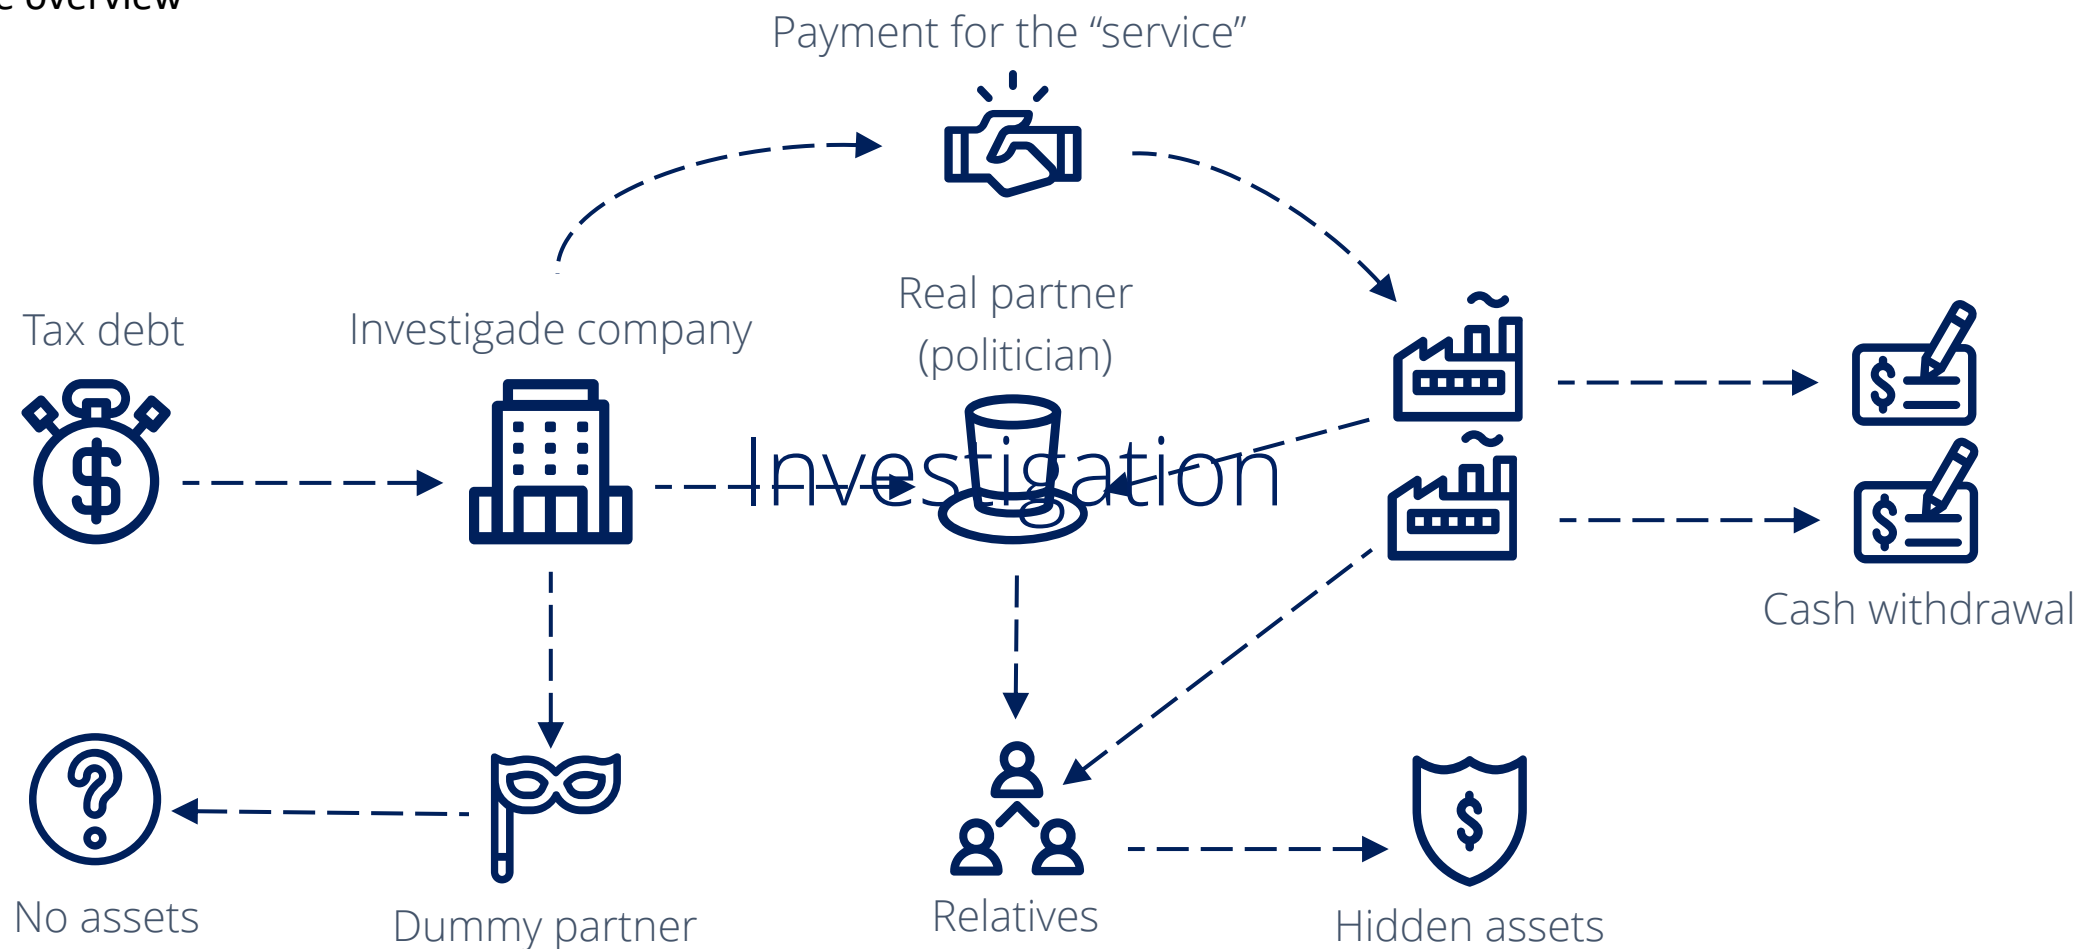 overview
Payment for the “service”
Real partner
(politician)
Tax debt
Investigade company
Investigation
Cash withdrawal
No assets
Dummy partner
Relatives
Hidden assets